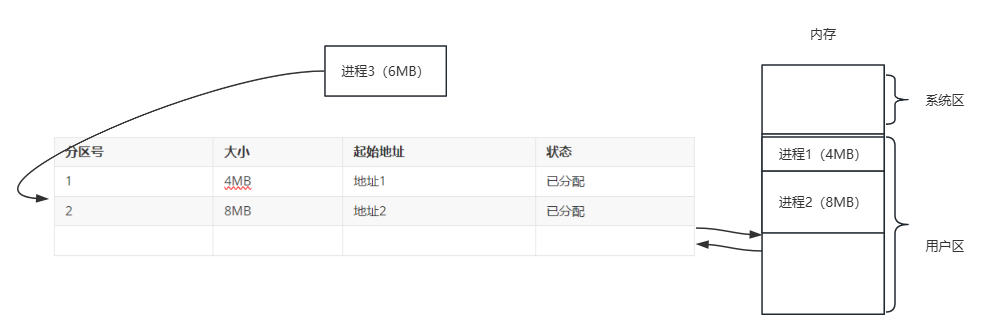 内存
进程3（6MB）
系统区
分区号 大小 起始地址 状态
进程1（4MB）
1 4MB 地址1 已分配
进程2（8MB）
2 8MB 地址2 已分配
用户区